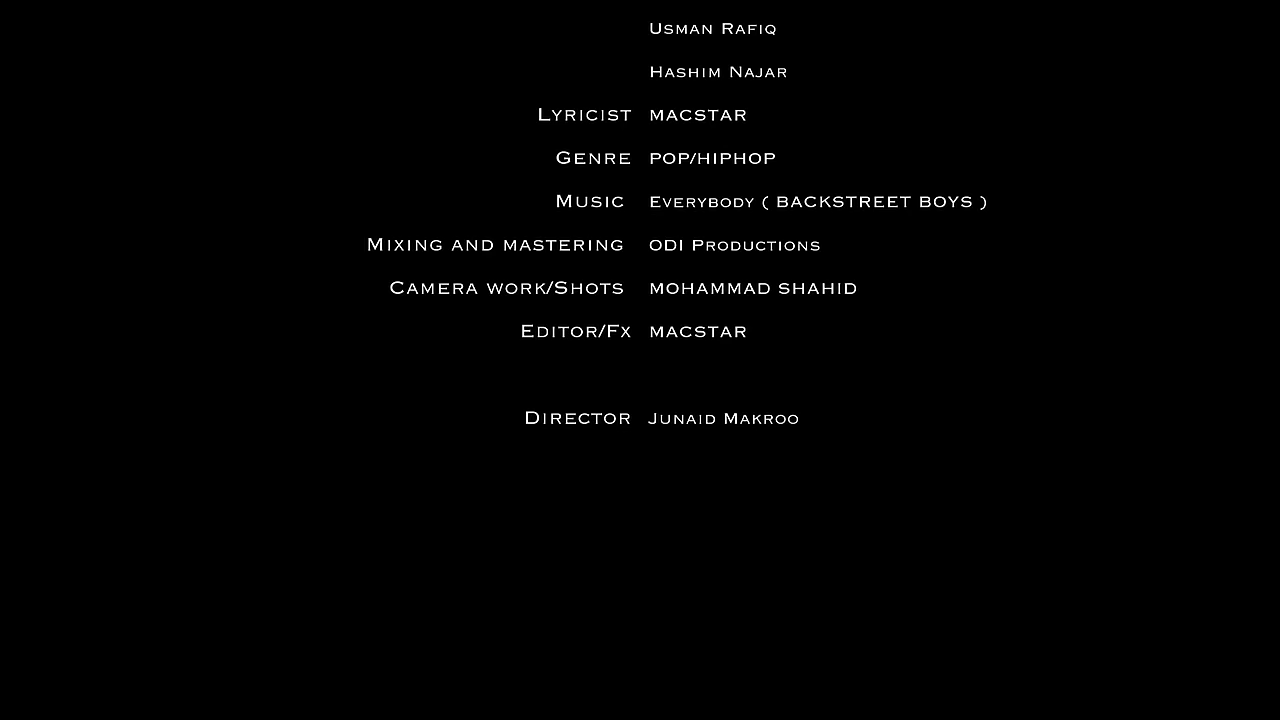 Usman Rafiq
Hashim Najar
Lyricist MACSTAR
Genre POP/HIPHOP
Music Everybody ( BACKSTREET BOYS )
Mixing and mastering ODI Productions
Camera work/Shots MOHAMMAD SHAHID
Editor/Fx MACSTAR
Director Junaid Makroo